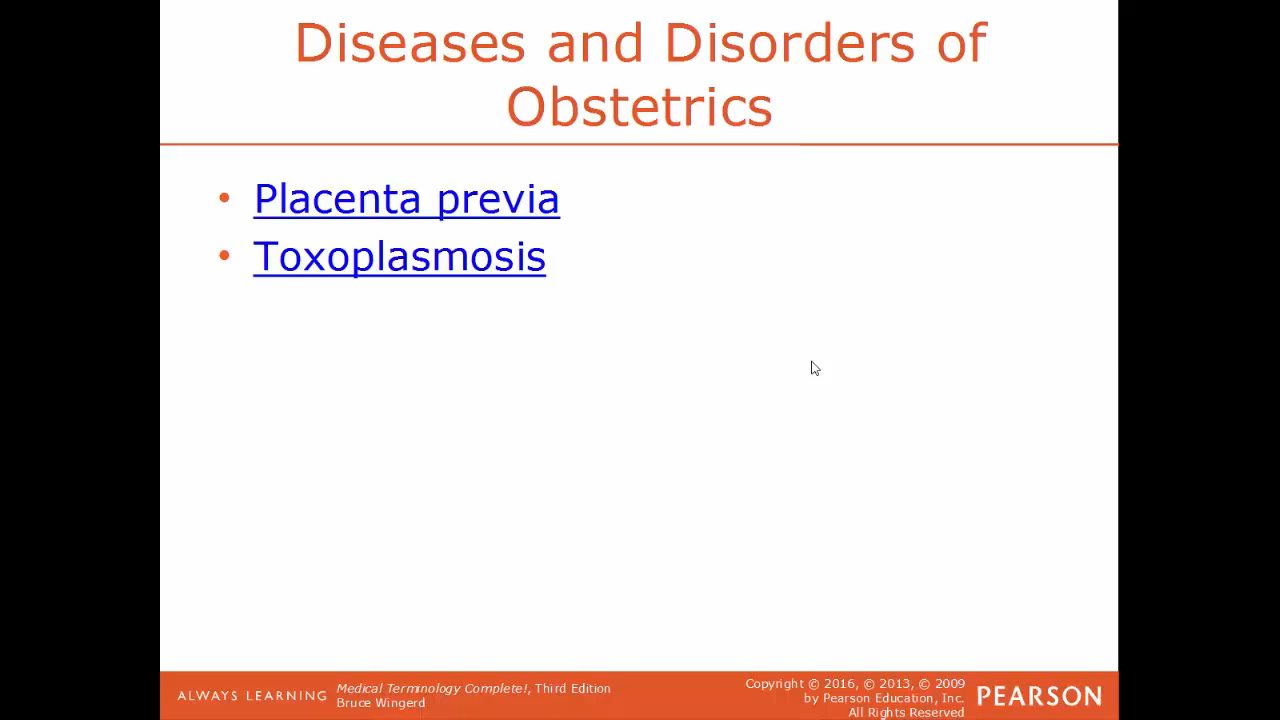 Diseases and Disorders of
Obstetrics
• Placenta previa
• Toxoplasmosis
ALWAYS LEARNING
Medical Terminology Complete!, Third Edition
Bruce Wingerd
Copyright © 2016, © 2013, © 2009
by Pearson Education, Inc.
All Rights Reserved
PEARSON